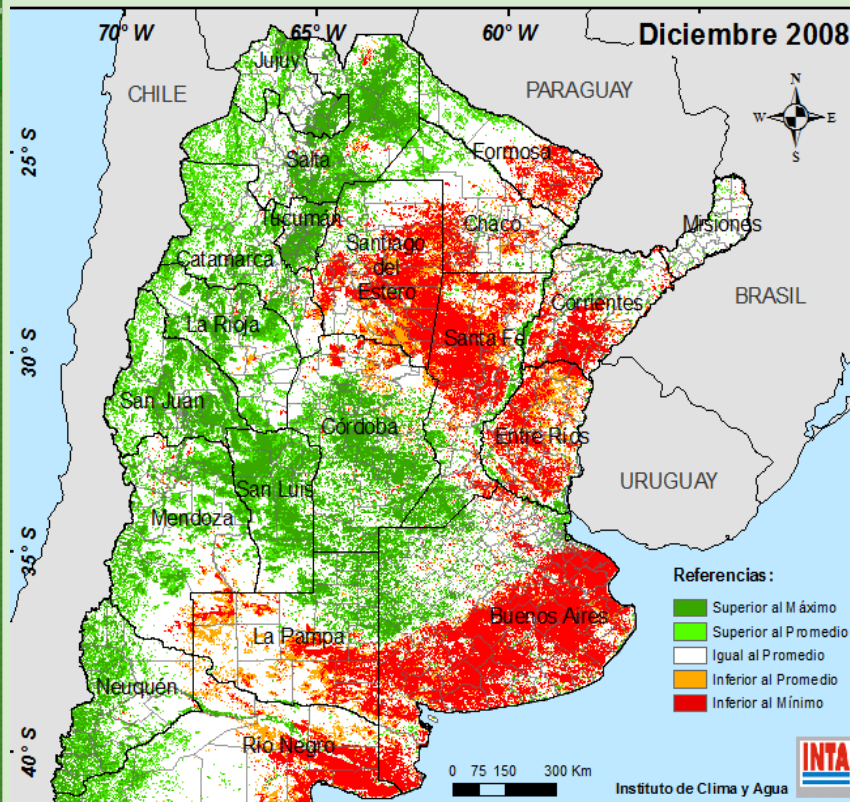 70° W
65° W
60° W
Diciembre 2008
Jujuy
CHILE
PARAGUAY
N
W
E
S
25° S
Salta
Formosa
Tucumán
Chaco
Misiones
Santiago
del
Estero
Catamarca
BRASIL
La Rioja
Corrientes
30° S
Santa Fe
San Juan
Córdoba
Entre Ríos
San Luis
URUGUAY
Mendoza
35° S
Referencias:
Superior al Máximo
Superior al Promedio
Igual al Promedio
Inferior al Promedio
Inferior al Mínimo
Buenos Aires
La Pampa
Neuquén
40° S
Río Negro
0 75 150 300 Km
Instituto de Clima y Agua
INTA